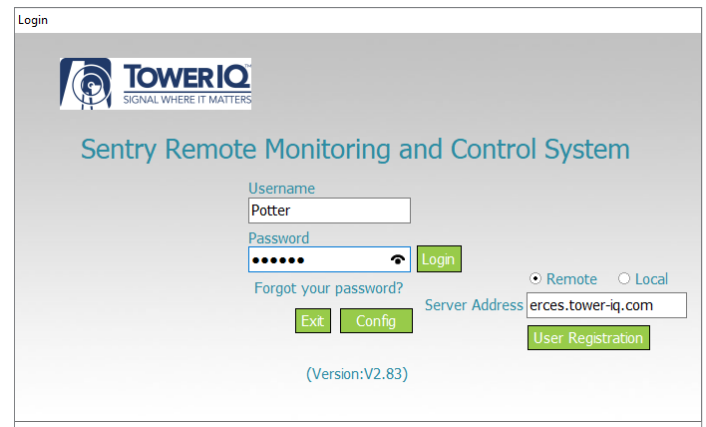 Login
TOWERIQ™
SIGNAL WHERE IT MATTERS
Sentry Remote Monitoring and Control System
Username
Potter
Password
●●●●●●
Login
Forgot your password?
Remote Local
Server Address erces.tower-iq.com
Exit Config
User Registration
(Version:V2.83)